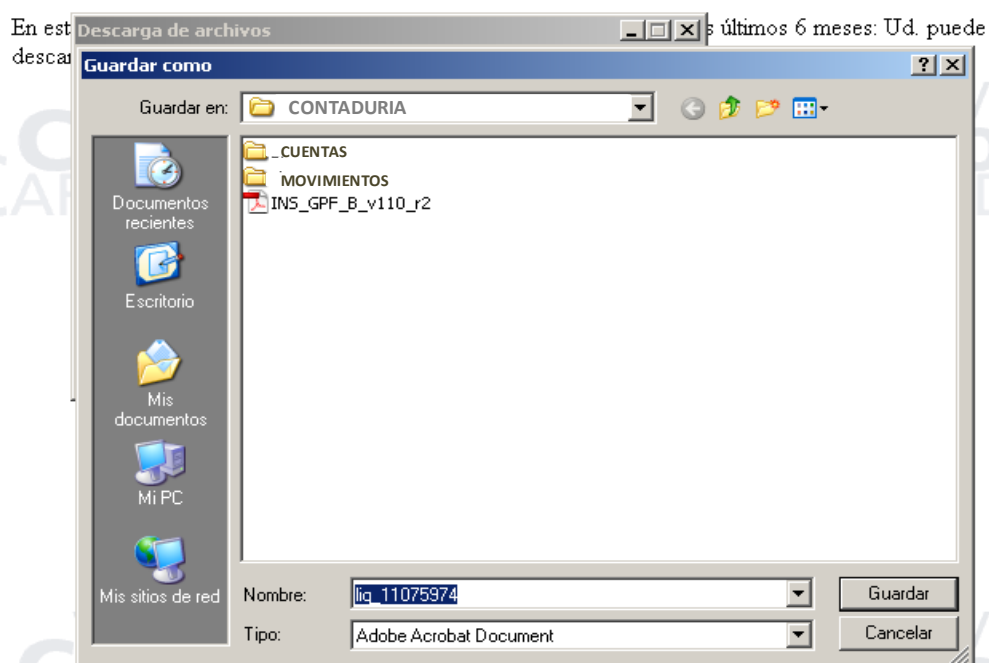 En est
Descarga de archivos
s últimos 6 meses: Ud. puede
descar
Guardar como
Guardar en:
CONTADURIA
_CUENTAS
MOVIMIENTOS
INS_GPF_B_v110_r2
Documentos
recientes
Escritorio
Mis
documentos
Mi PC
Mis sitios de red
Nombre:
liq_11075974
Guardar
Tipo:
Adobe Acrobat Document
Cancelar